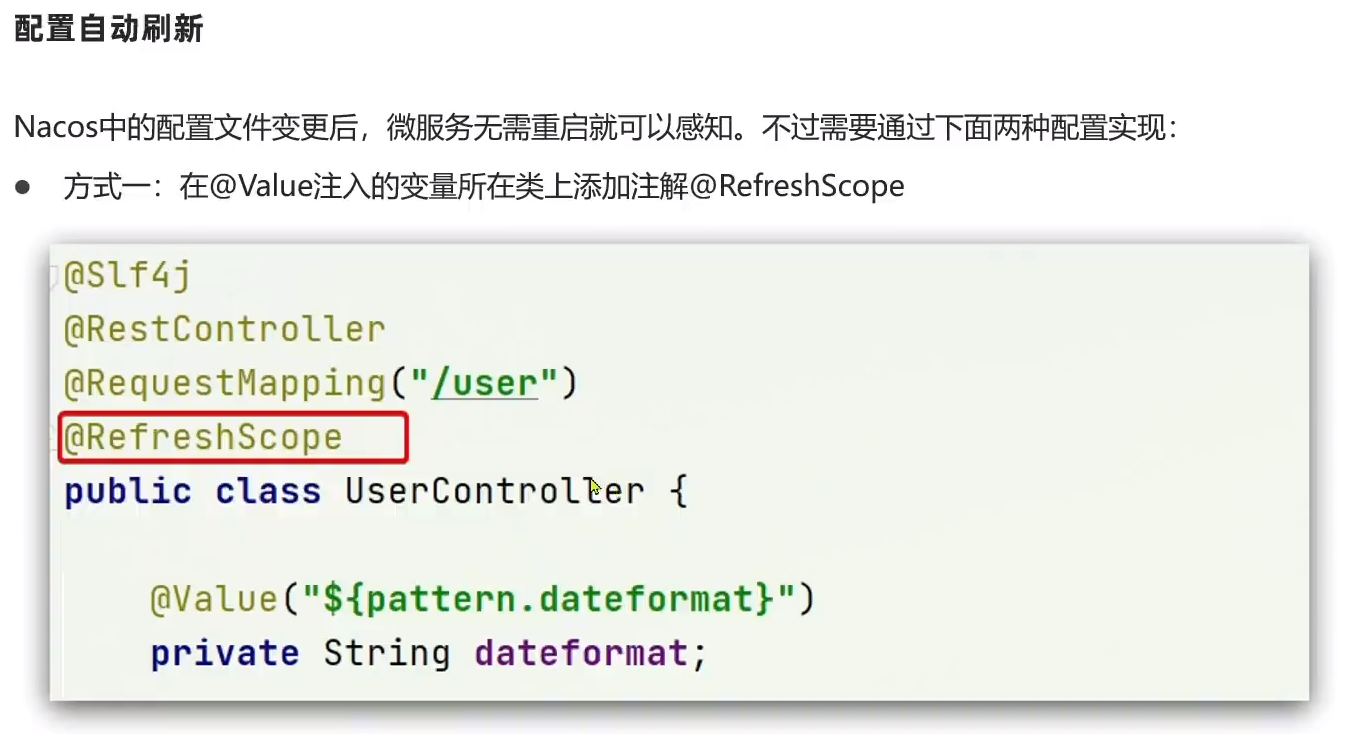 配置自动刷新
Nacos中的配置文件变更后，微服务无需重启就可以感知。不过需要通过下面两种配置实现：
● 方式一：在@Value注入的变量所在类上添加注解@RefreshScope
@Slf4j
@RestController
@RequestMapping("/user")
@RefreshScope
public class UserController {
@Value("${pattern.dateformat}")
private String dateformat;